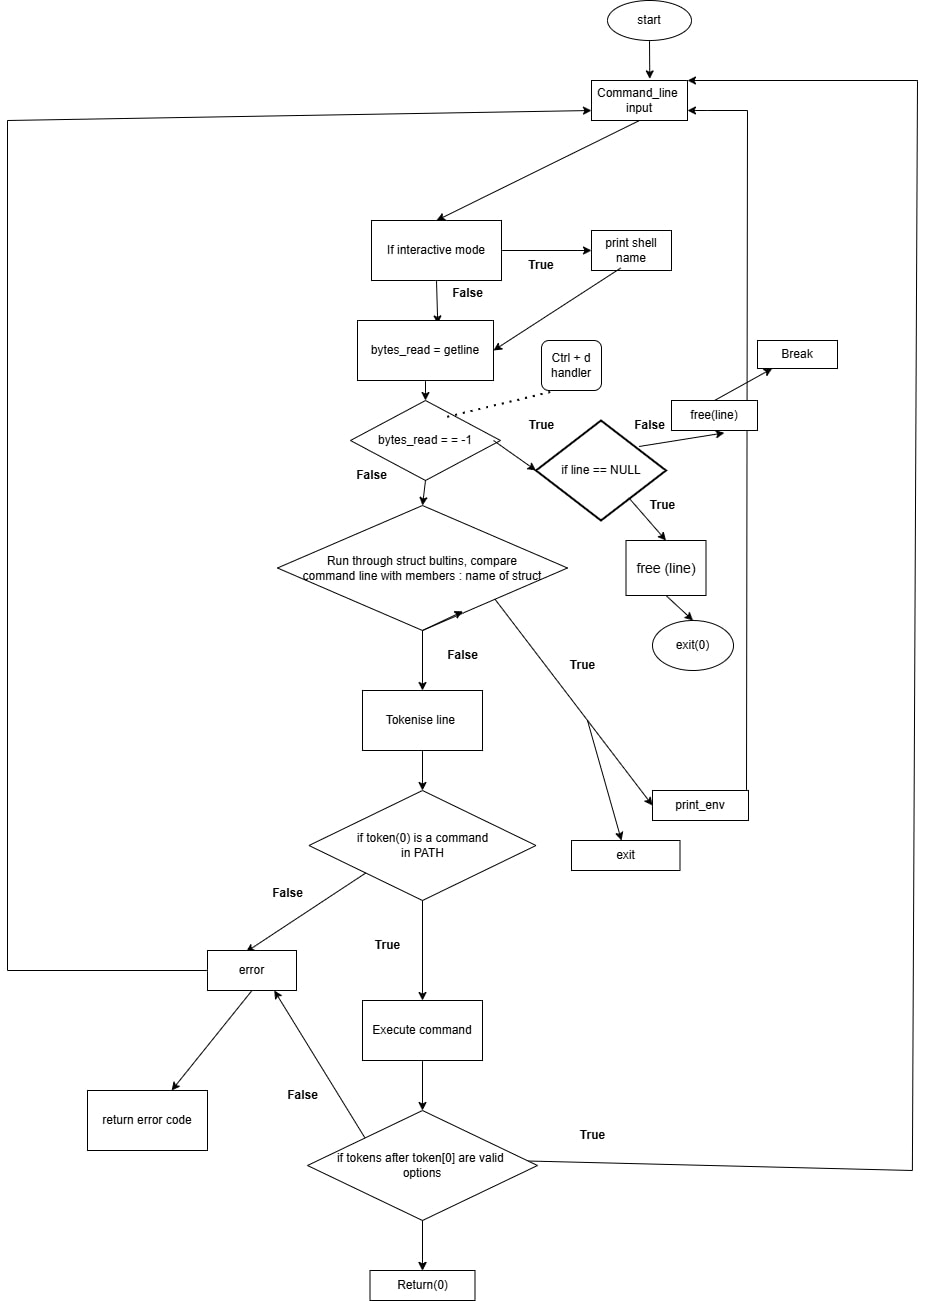 start
Command_line
input
If interactive mode
True
print shell
name
False
bytes_read = getline
Ctrl + d
handler
Break
free(line)
bytes_read = = -1
True
False
if line == NULL
False
True
Run through struct bultins, compare
command line with members : name of struct
free (line)
exit(0)
False
True
Tokenise line
print_env
if token(0) is a command
in PATH
exit
False
True
error
Execute command
False
return error code
True
if tokens after token[0] are valid
options
Return(0)